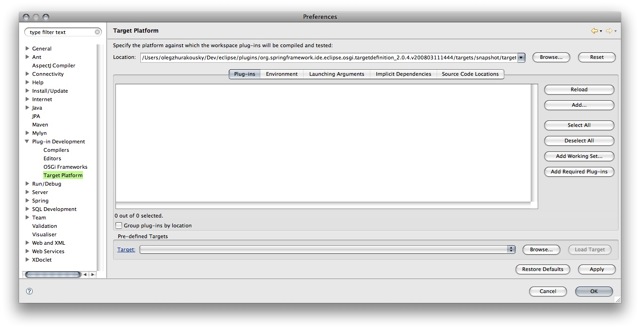 Preferences
type filter text
Target Platform
General
Ant
AspectJ Compiler
Connectivity
Help
Install/Update
Internet
Java
JPA
Maven
Mylyn
Plug-in Development
Compilers
Editors
OSGi Frameworks
Target Platform
Run/Debug
Server
Spring
SQL Development
Team
Validation
Visualiser
Web and XML
Web Services
XDoclet
Specify the platform against which the workspace plug-ins will be compiled and tested:
Location: /Users/olegzhurakousky/Dev/eclipse/plugins/org.springframework.ide.eclipse.osgi.targetdefinition_2.0.4.v200803111444/targets/snapshot/target Browse... Reset
Plug-ins Environment Launching Arguments Implicit Dependencies Source Code Locations
Reload
Add...
Select All
Deselect All
Add Working Set...
Add Required Plug-ins
0 out of 0 selected.
Group plug-ins by location
Pre-defined Targets
Target: Browse... Load Target
Restore Defaults Apply
? Cancel OK